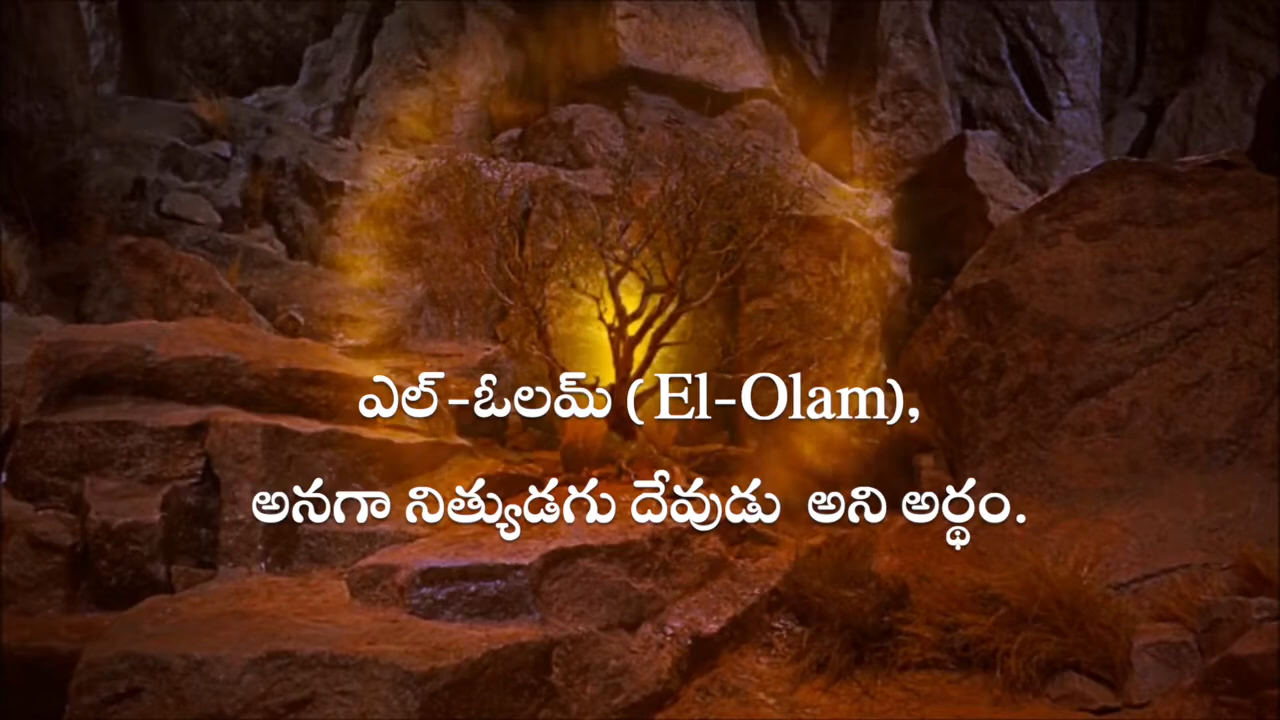 ఎల్-ఓలమ్ (El-Olam),
అనగా నిత్యుడగు దేవుడు అని అర్థం.